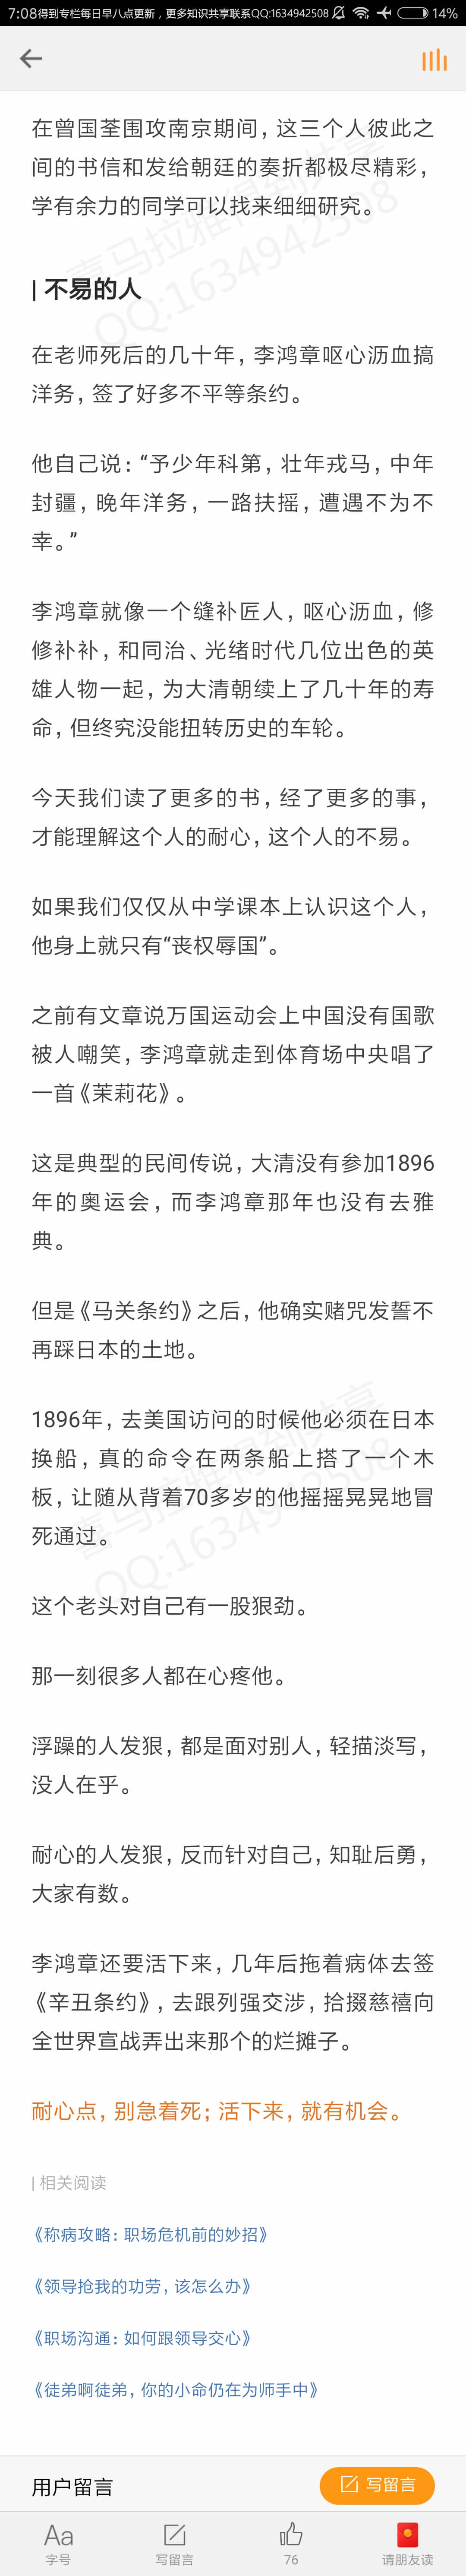 7:08得到专栏每日早八点更新，更多知识共享联系QQ:1634942508 14%
在曾国荃围攻南京期间，这三个人彼此之
间的书信和发给朝廷的奏折都极尽精彩，
学有余力的同学可以找来细细研究。
喜马拉雅得到共享
QQ:1634942508
| 不易的人
在老师死后的几十年，李鸿章呕心沥血搞
洋务，签了好多不平等条约。
他自己说：“予少年科第，壮年戎马，中年
封疆，晚年洋务，一路扶摇，遭遇不为不
幸。”
李鸿章就像一个缝补匠人，呕心沥血，修
修补补，和同治、光绪时代几位出色的英
雄人物一起，为大清朝续上了几十年的寿
命，但终究没能扭转历史的车轮。
今天我们读了更多的书，经了更多的事，
才能理解这个人的耐心，这个人的不易。
如果我们仅仅从中学课本上认识这个人，
他身上就只有“丧权辱国”。
之前有文章说万国运动会上中国没有国歌
被人嘲笑，李鸿章就走到体育场中央唱了
一首《茉莉花》。
这是典型的民间传说，大清没有参加1896
年的奥运会，而李鸿章那年也没有去雅
典。
但是《马关条约》之后，他确实赌咒发誓不
再踩日本的土地。
1896年，去美国访问的时候他必须在日本
换船，真的命令在两条船上搭了一个木
板，让随从背着70多岁的他摇摇晃晃地冒
死通过。
喜马拉雅得到共享
QQ:1634942508
这个老头对自己有一股狠劲。
那一刻很多人都在心疼他。
浮躁的人发狠，都是面对别人，轻描淡写，
没人在乎。
耐心的人发狠，反而针对自己，知耻后勇，
大家有数。
李鸿章还要活下来，几年后拖着病体去签
《辛丑条约》，去跟列强交涉，拾掇慈禧向
全世界宣战弄出来那个的烂摊子。
耐心点，别急着死；活下来，就有机会。
| 相关阅读
《称病攻略：职场危机前的妙招》
《领导抢我的功劳，该怎么办》
《职场沟通：如何跟领导交心》
《徒弟啊徒弟，你的小命仍在为师手中》
用户留言
写留言
Aa
字号
写留言
76
请朋友读